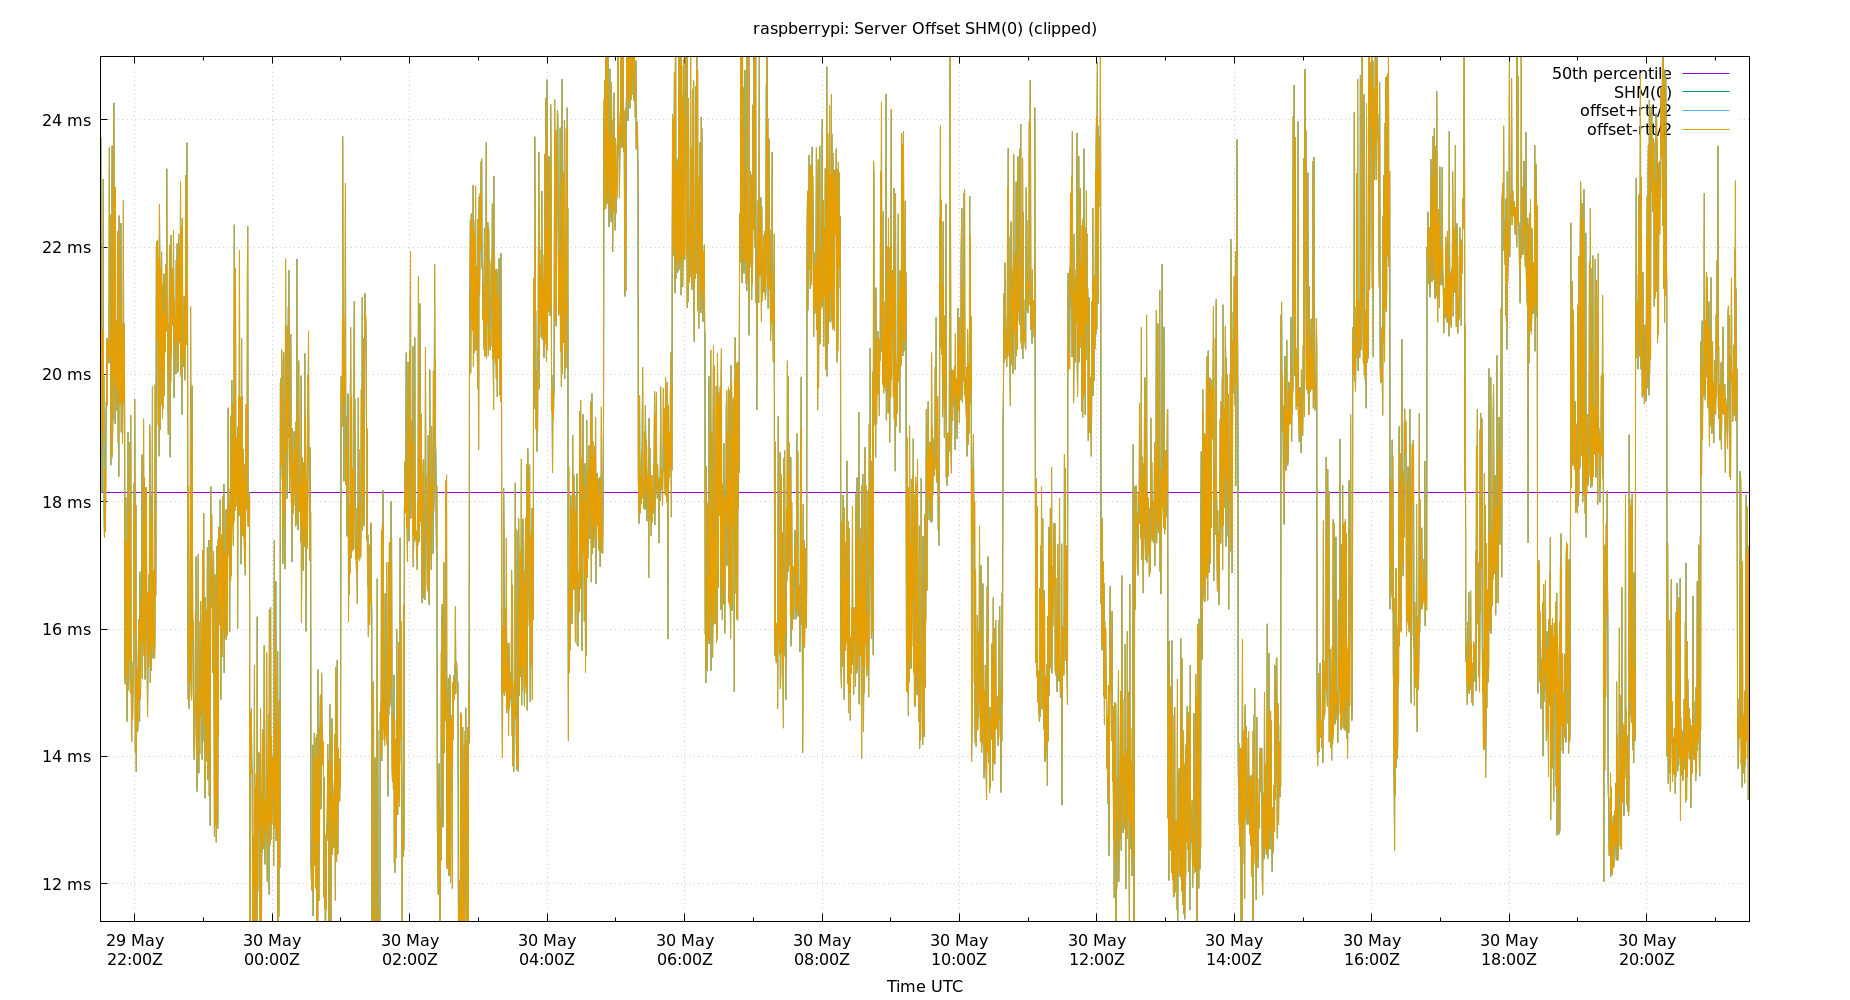 raspberrypi: Server Offset SHM(0) (clipped)
50th percentile
SHM(0)
offset+rtt/2
offset-rtt/2
24 ms
22 ms
20 ms
18 ms
16 ms
14 ms
12 ms
29 May 30 May 30 May 30 May 30 May 30 May 30 May 30 May 30 May 30 May 30 May 30 May
22:00Z 00:00Z 02:00Z 04:00Z 06:00Z 08:00Z 10:00Z 12:00Z 14:00Z 16:00Z 18:00Z 20:00Z
Time UTC